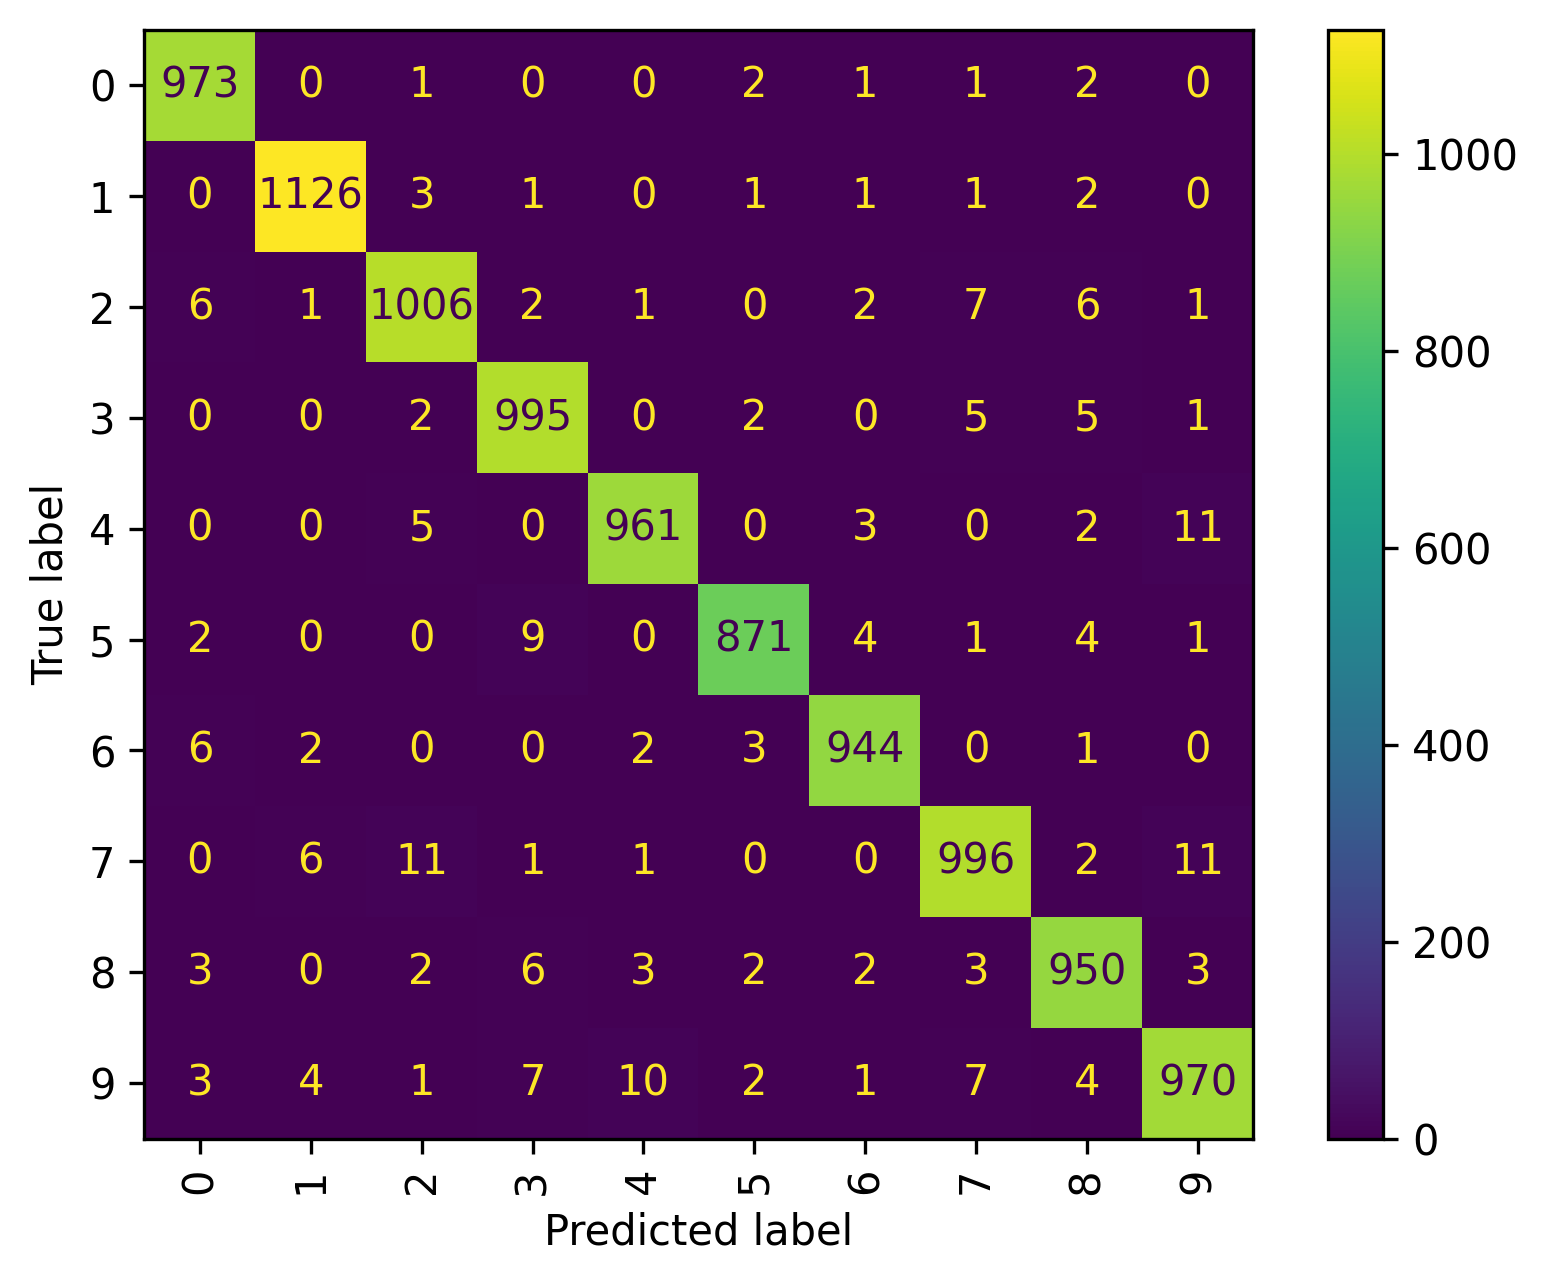 0 973 0 1 0 0 2 1 1 2 0
1 0 1126 3 1 0 1 1 1 2 0
2 6 1 1006 2 1 0 2 7 6 1
3 0 0 2 995 0 2 0 5 5 1
4 0 0 5 0 961 0 3 0 2 11
5 2 0 0 9 0 871 4 1 4 1
6 6 2 0 0 2 3 944 0 1 0
7 0 6 11 1 1 0 0 996 2 11
8 3 0 2 6 3 2 2 3 950 3
9 3 4 1 7 10 2 1 7 4 970
0 1 2 3 4 5 6 7 8 9
Predicted label
True label
1000
800
600
400
200
0